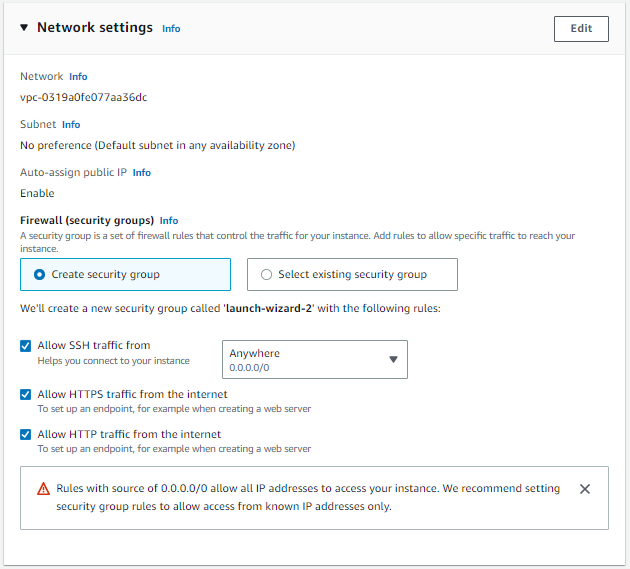 Network settings Info
Edit
Network Info
vpc-0319a0fe077aa36dc
Subnet Info
No preference (Default subnet in any availability zone)
Auto-assign public IP Info
Enable
Firewall (security groups) Info
A security group is a set of firewall rules that control the traffic for your instance. Add rules to allow specific traffic to reach your
instance.
Create security group
Select existing security group
We'll create a new security group called 'launch-wizard-2' with the following rules:
Allow SSH traffic from
Helps you connect to your instance
Anywhere
0.0.0.0/0
Allow HTTPS traffic from the internet
To set up an endpoint, for example when creating a web server
Allow HTTP traffic from the internet
To set up an endpoint, for example when creating a web server
Rules with source of 0.0.0.0/0 allow all IP addresses to access your instance. We recommend setting
security group rules to allow access from known IP addresses only.